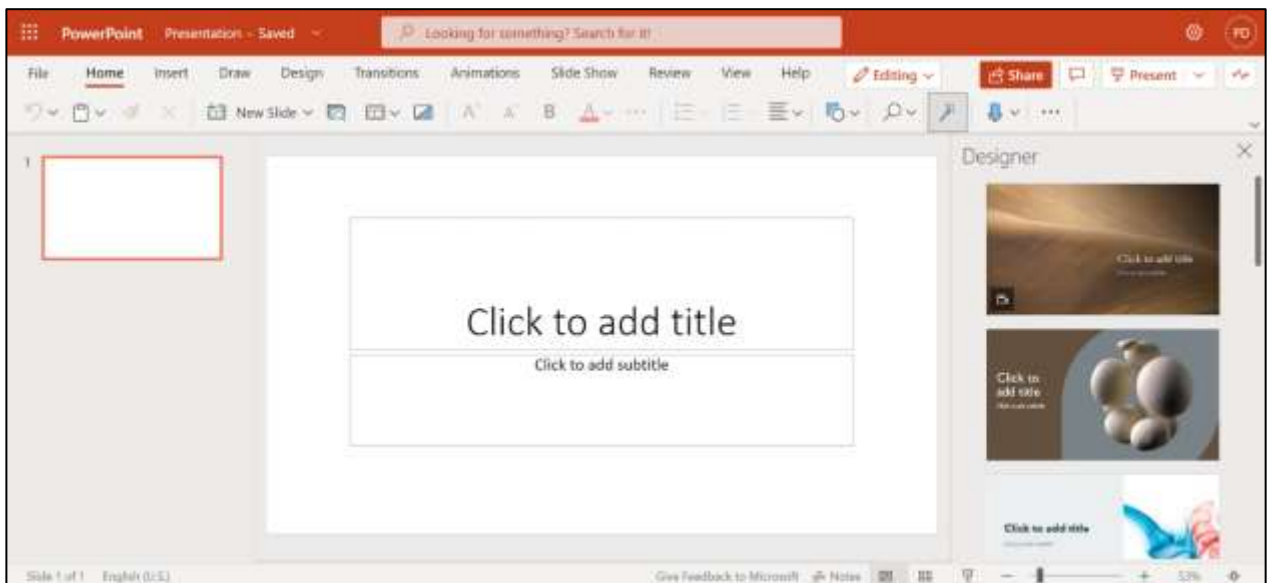 PowerPoint Presentation - Saved Looking for something? Search for it! FO
File Home Insert Draw Design Transitions Animations Slide Show Review View Help Editing Share Present
New Slide A A B A
1
Designer
Click to add title
Click to add subtitle
Click to add title
Click to
add title
Click to add title
Slide 1 of 1 English (U.S.) Give Feedback to Microsoft Notes 53%